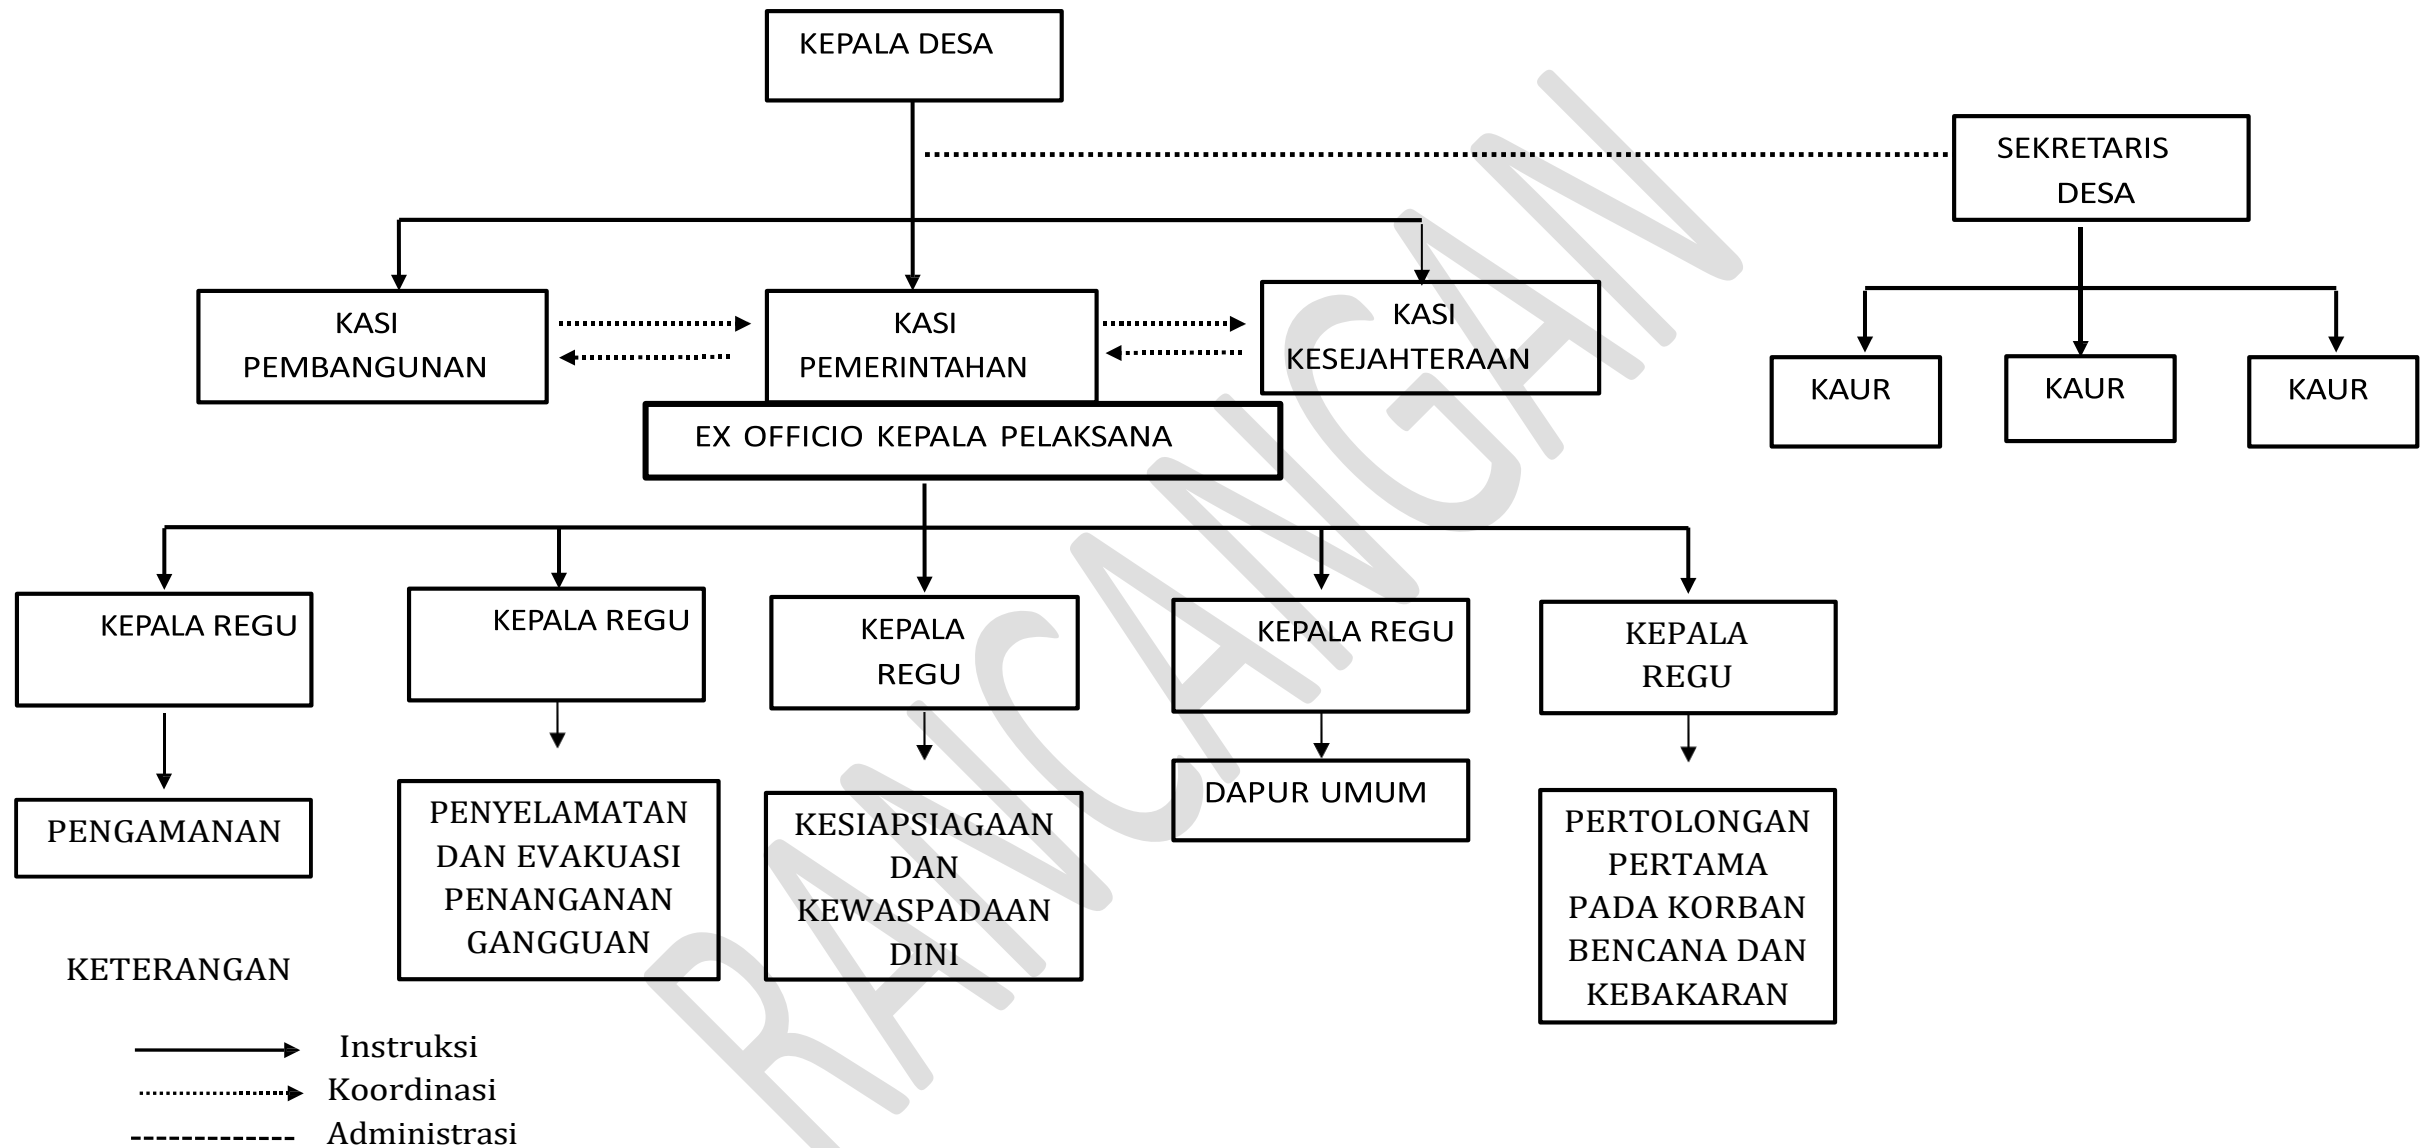 KEPALA DESA
SEKRETARIS
DESA
KASI
PEMBANGUNAN
KASI
PEMERINTAHAN
KASI
KESEJAHTERAAN
KAUR
KAUR
KAUR
EX OFFICIO KEPALA PELAKSANA
KEPALA REGU
KEPALA REGU
KEPALA
REGU
KEPALA REGU
KEPALA
REGU
PENGAMANAN
PENYELAMATAN
DAN EVAKUASI
PENANGANAN
GANGGUAN
KESIAPSIAGAAN
DAN
KEWASPADAAN
DINI
DAPUR UMUM
PERTOLONGAN
PERTAMA
PADA KORBAN
BENCANA DAN
KEBAKARAN
KETERANGAN
Instruksi
Koordinasi
Administrasi
RANCANGAN